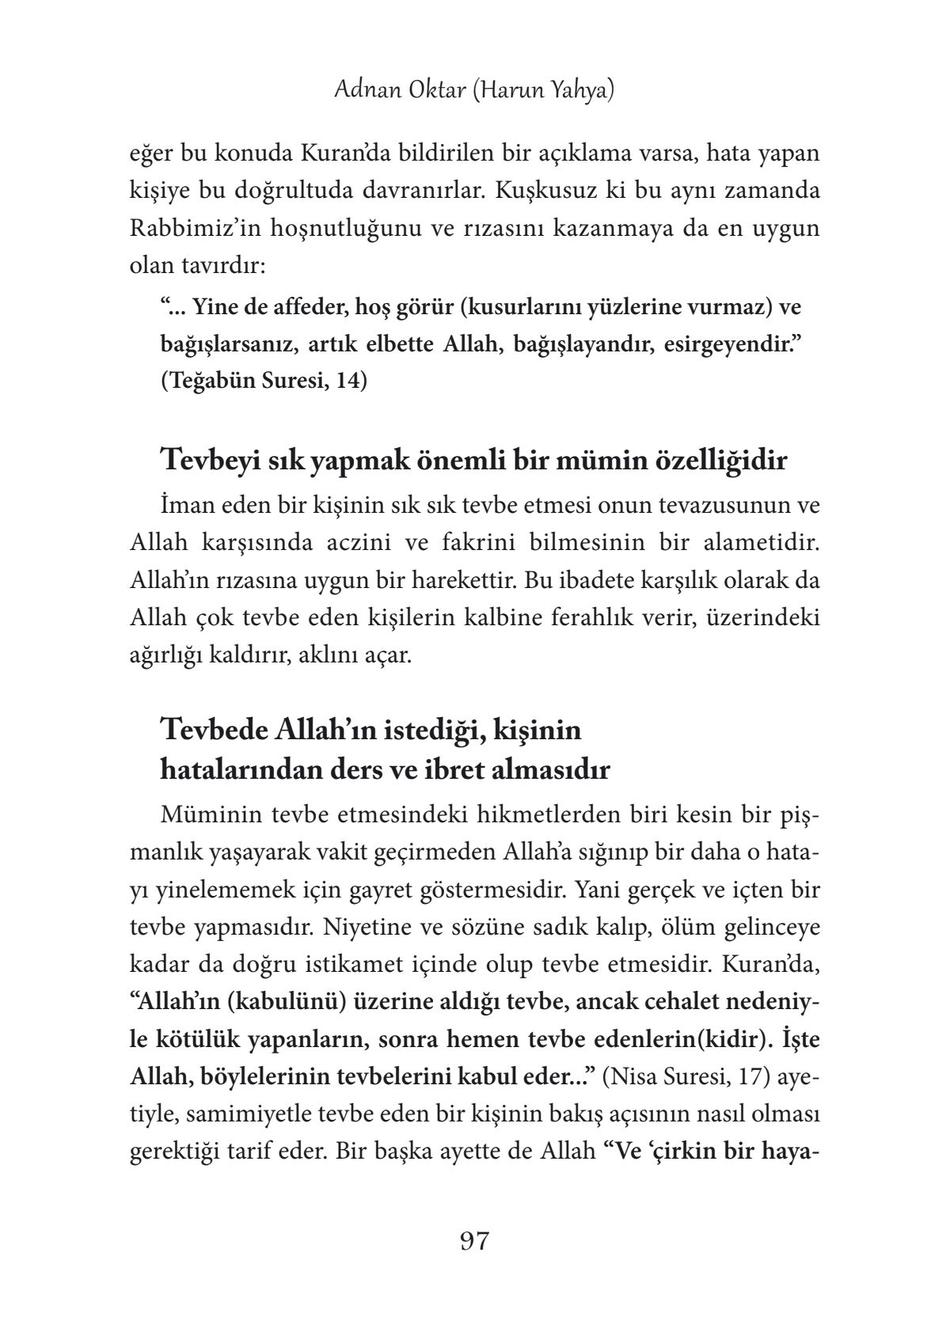 Adnan Oktar (Harun Yahya)
eğer bu konuda Kuran’da bildirilen bir açıklama varsa, hata yapan
kişiye bu doğrultuda davranırlar. Kuşkusuz ki bu aynı zamanda
Rabbimiz’in hoşnutluğunu ve rızasını kazanmaya da en uygun
olan tavırdır:
“... Yine de affeder, hoş görür (kusurlarını yüzlerine vurmaz) ve
bağışlarsanız, artık elbette Allah, bağışlayandır, esirgeyendir.”
(Teğabün Suresi, 14)
Tevbeyi sık yapmak önemli bir mümin özelliğidir
İman eden bir kişinin sık sık tevbe etmesi onun tevazusunun ve
Allah karşısında aczini ve fakrini bilmesinin bir alametidir.
Allah’ın rızasına uygun bir harekettir. Bu ibadete karşılık olarak da
Allah çok tevbe eden kişilerin kalbine ferahlık verir, üzerindeki
ağırlığı kaldırır, aklını açar.
Tevbede Allah’ın istediği, kişinin
hatalarından ders ve ibret almasıdır
Müminin tevbe etmesindeki hikmetlerden biri kesin bir piş-
manlık yaşayarak vakit geçirmeden Allah’a sığınıp bir daha o hata-
yı yinelememek için gayret göstermesidir. Yani gerçek ve içten bir
tevbe yapmasıdır. Niyetine ve sözüne sadık kalıp, ölüm gelinceye
kadar da doğru istikamet içinde olup tevbe etmesidir. Kuran’da,
“Allah’ın (kabulünü) üzerine aldığı tevbe, ancak cehalet nedeniy-
le kötülük yapanların, sonra hemen tevbe edenlerin(kidir). İşte
Allah, böylelerinin tevbelerini kabul eder...” (Nisa Suresi, 17) aye-
tiyle, samimiyetle tevbe eden bir kişinin bakış açısının nasıl olması
gerektiği tarif eder. Bir başka ayette de Allah “Ve ‘çirkin bir haya-
97